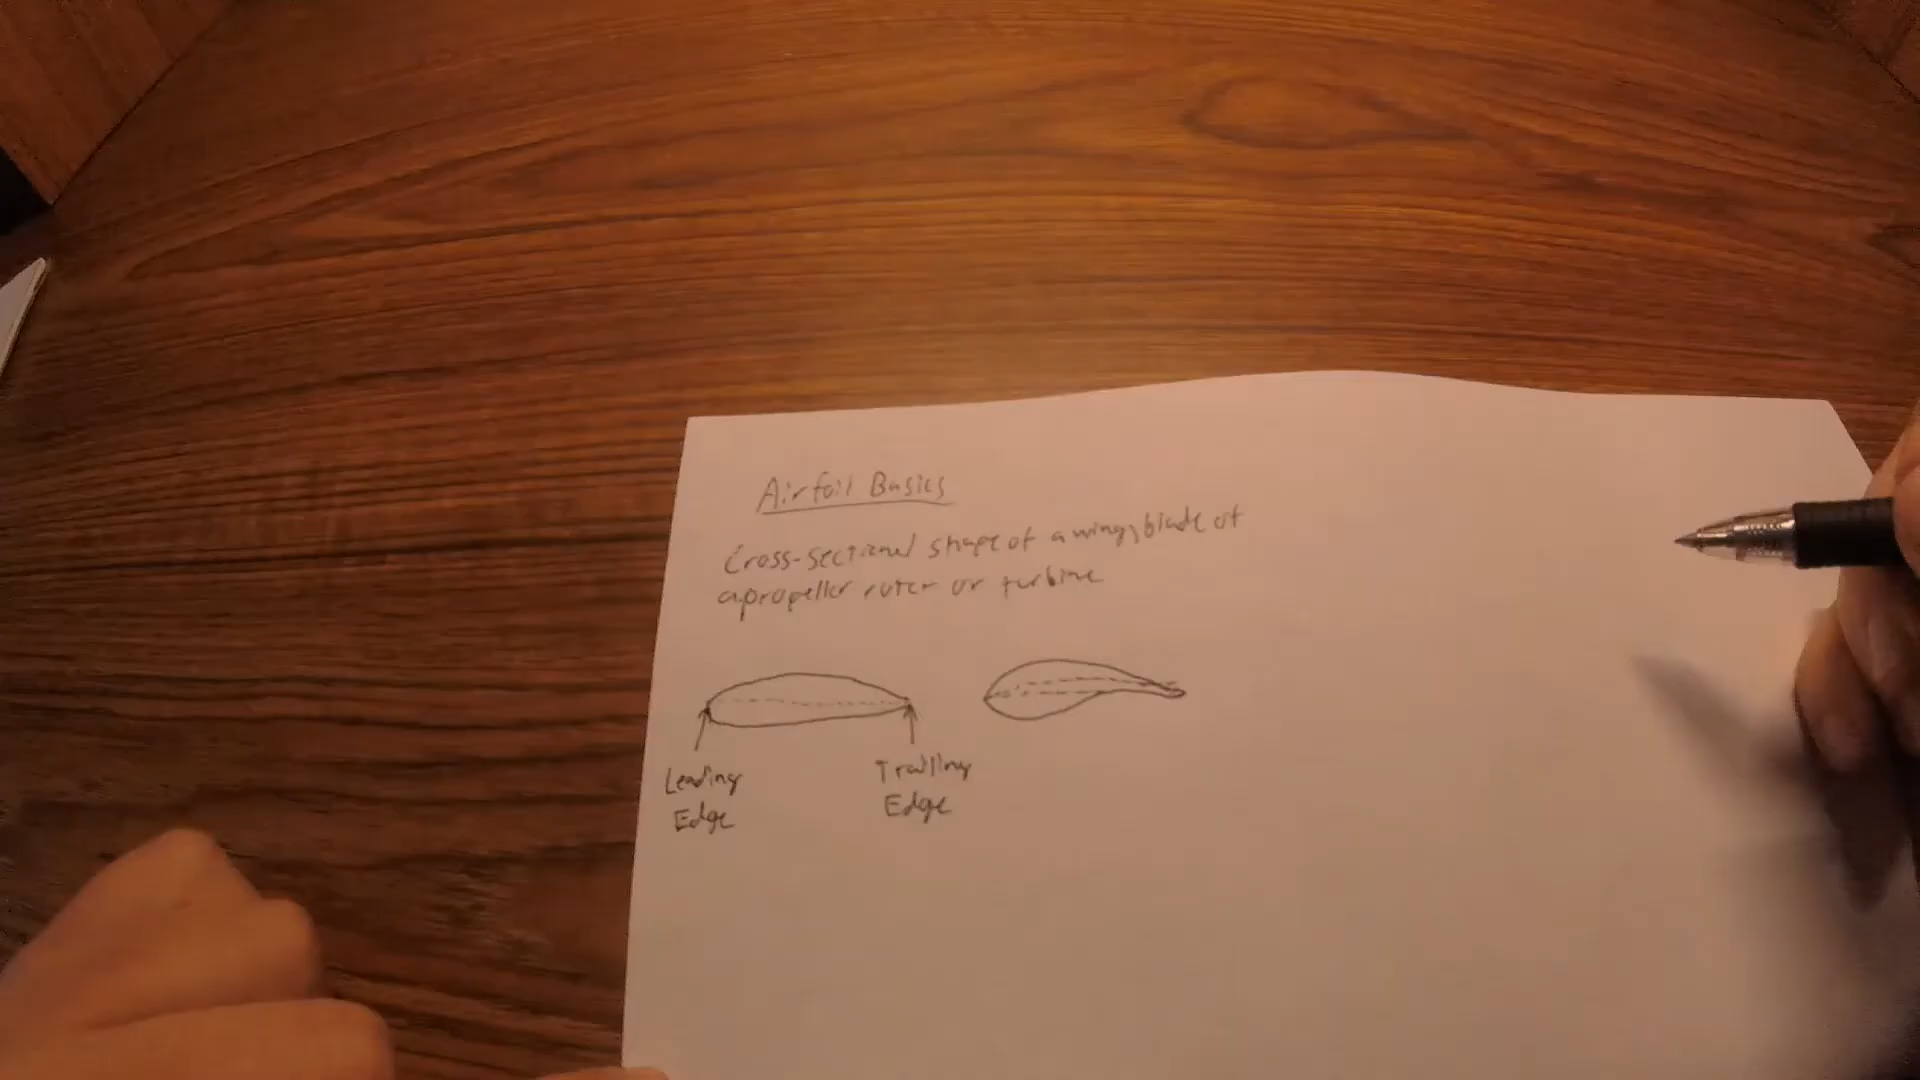 Airfoil Basics
Cross-sectional shape of a wing, blade of
a propeller rotor or turbine
Leading
Edge
Trailing
Edge